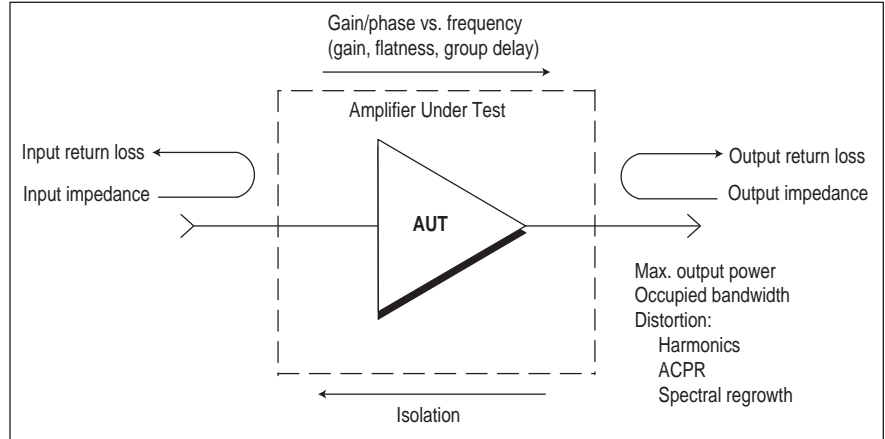 Gain/phase vs. frequency
(gain, flatness, group delay)
Amplifier Under Test
Input return loss
Input impedance
AUT
Output return loss
Output impedance
Max. output power
Occupied bandwidth
Distortion:
Harmonics
ACPR
Spectral regrowth
Isolation